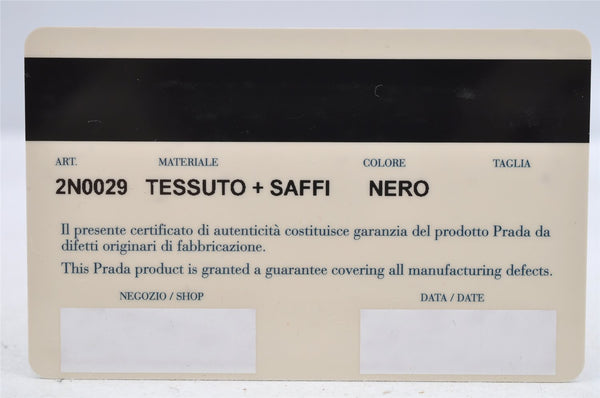 ART. MATERIALE COLORE TAGLIA
2N0029 TESSUTO + SAFFI NERO
Il presente certificato di autenticità costituisce garanzia del prodotto Prada da
difetti originari di fabbricazione.
This Prada product is granted a guarantee covering all manufacturing defects.
NEGOZIO / SHOP DATA / DATE